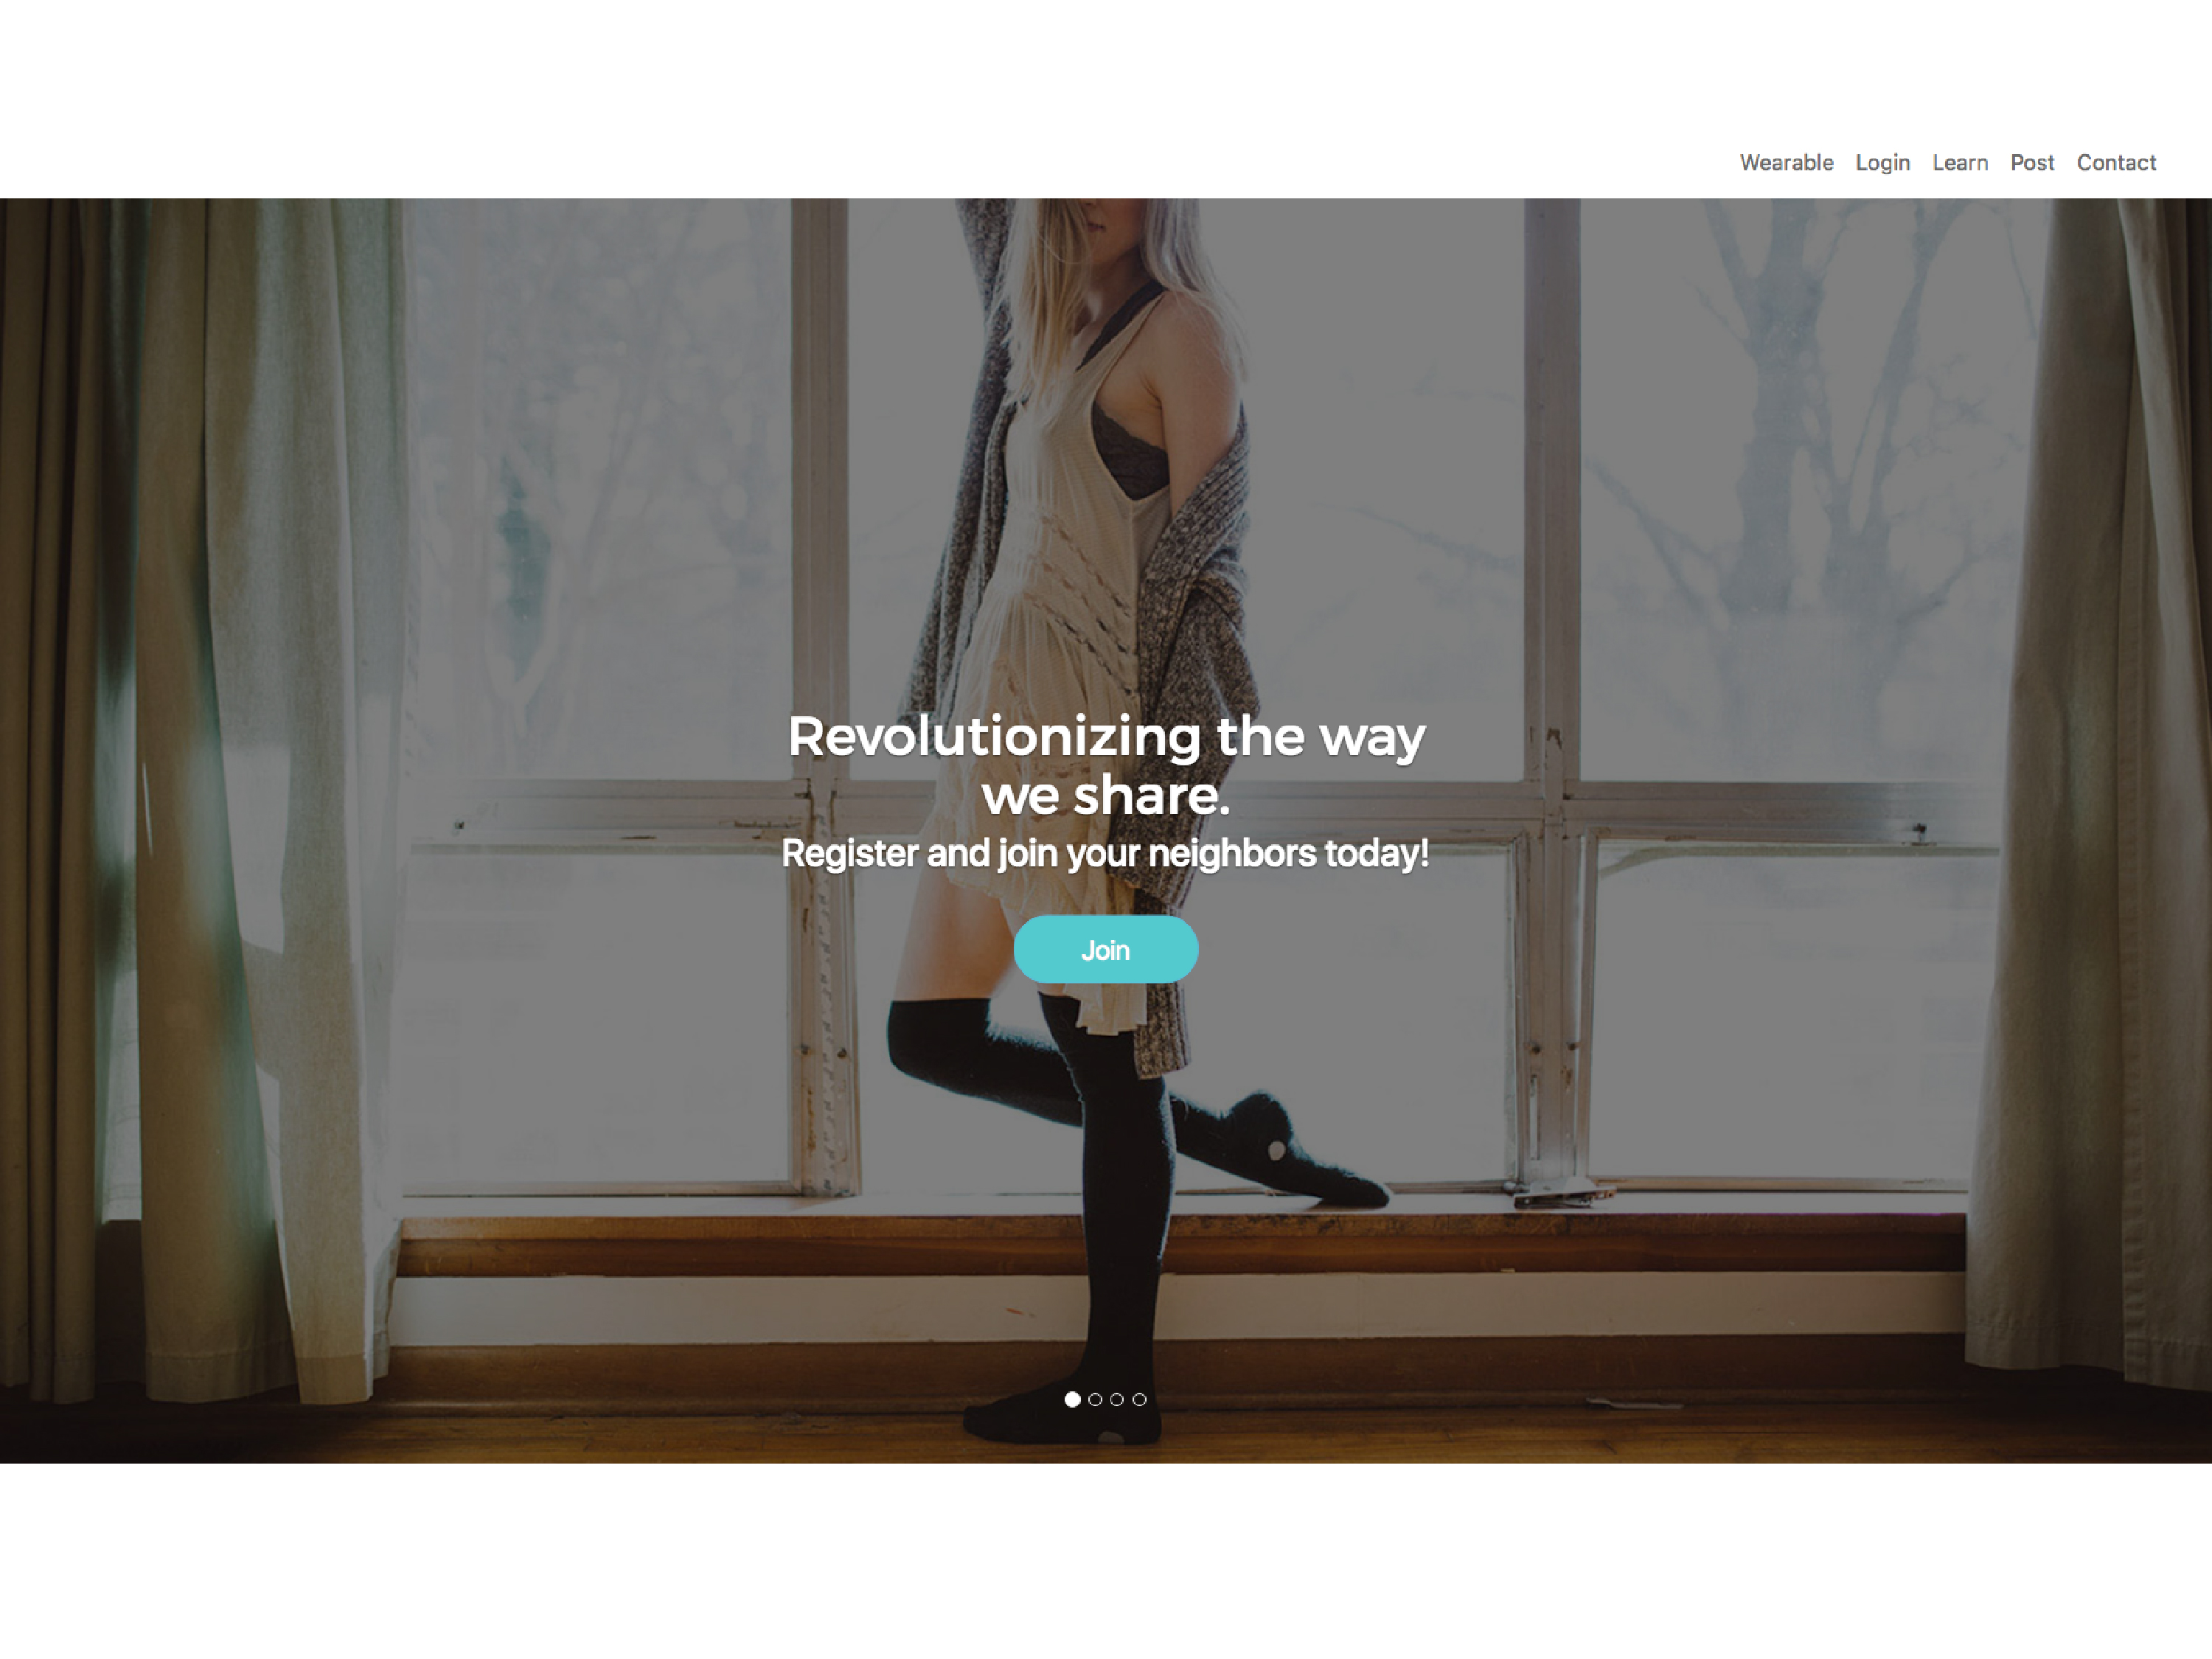 Wearable Login Learn Post Contact
Revolutionizing the way
we share.
Register and join your neighbors today!
Join